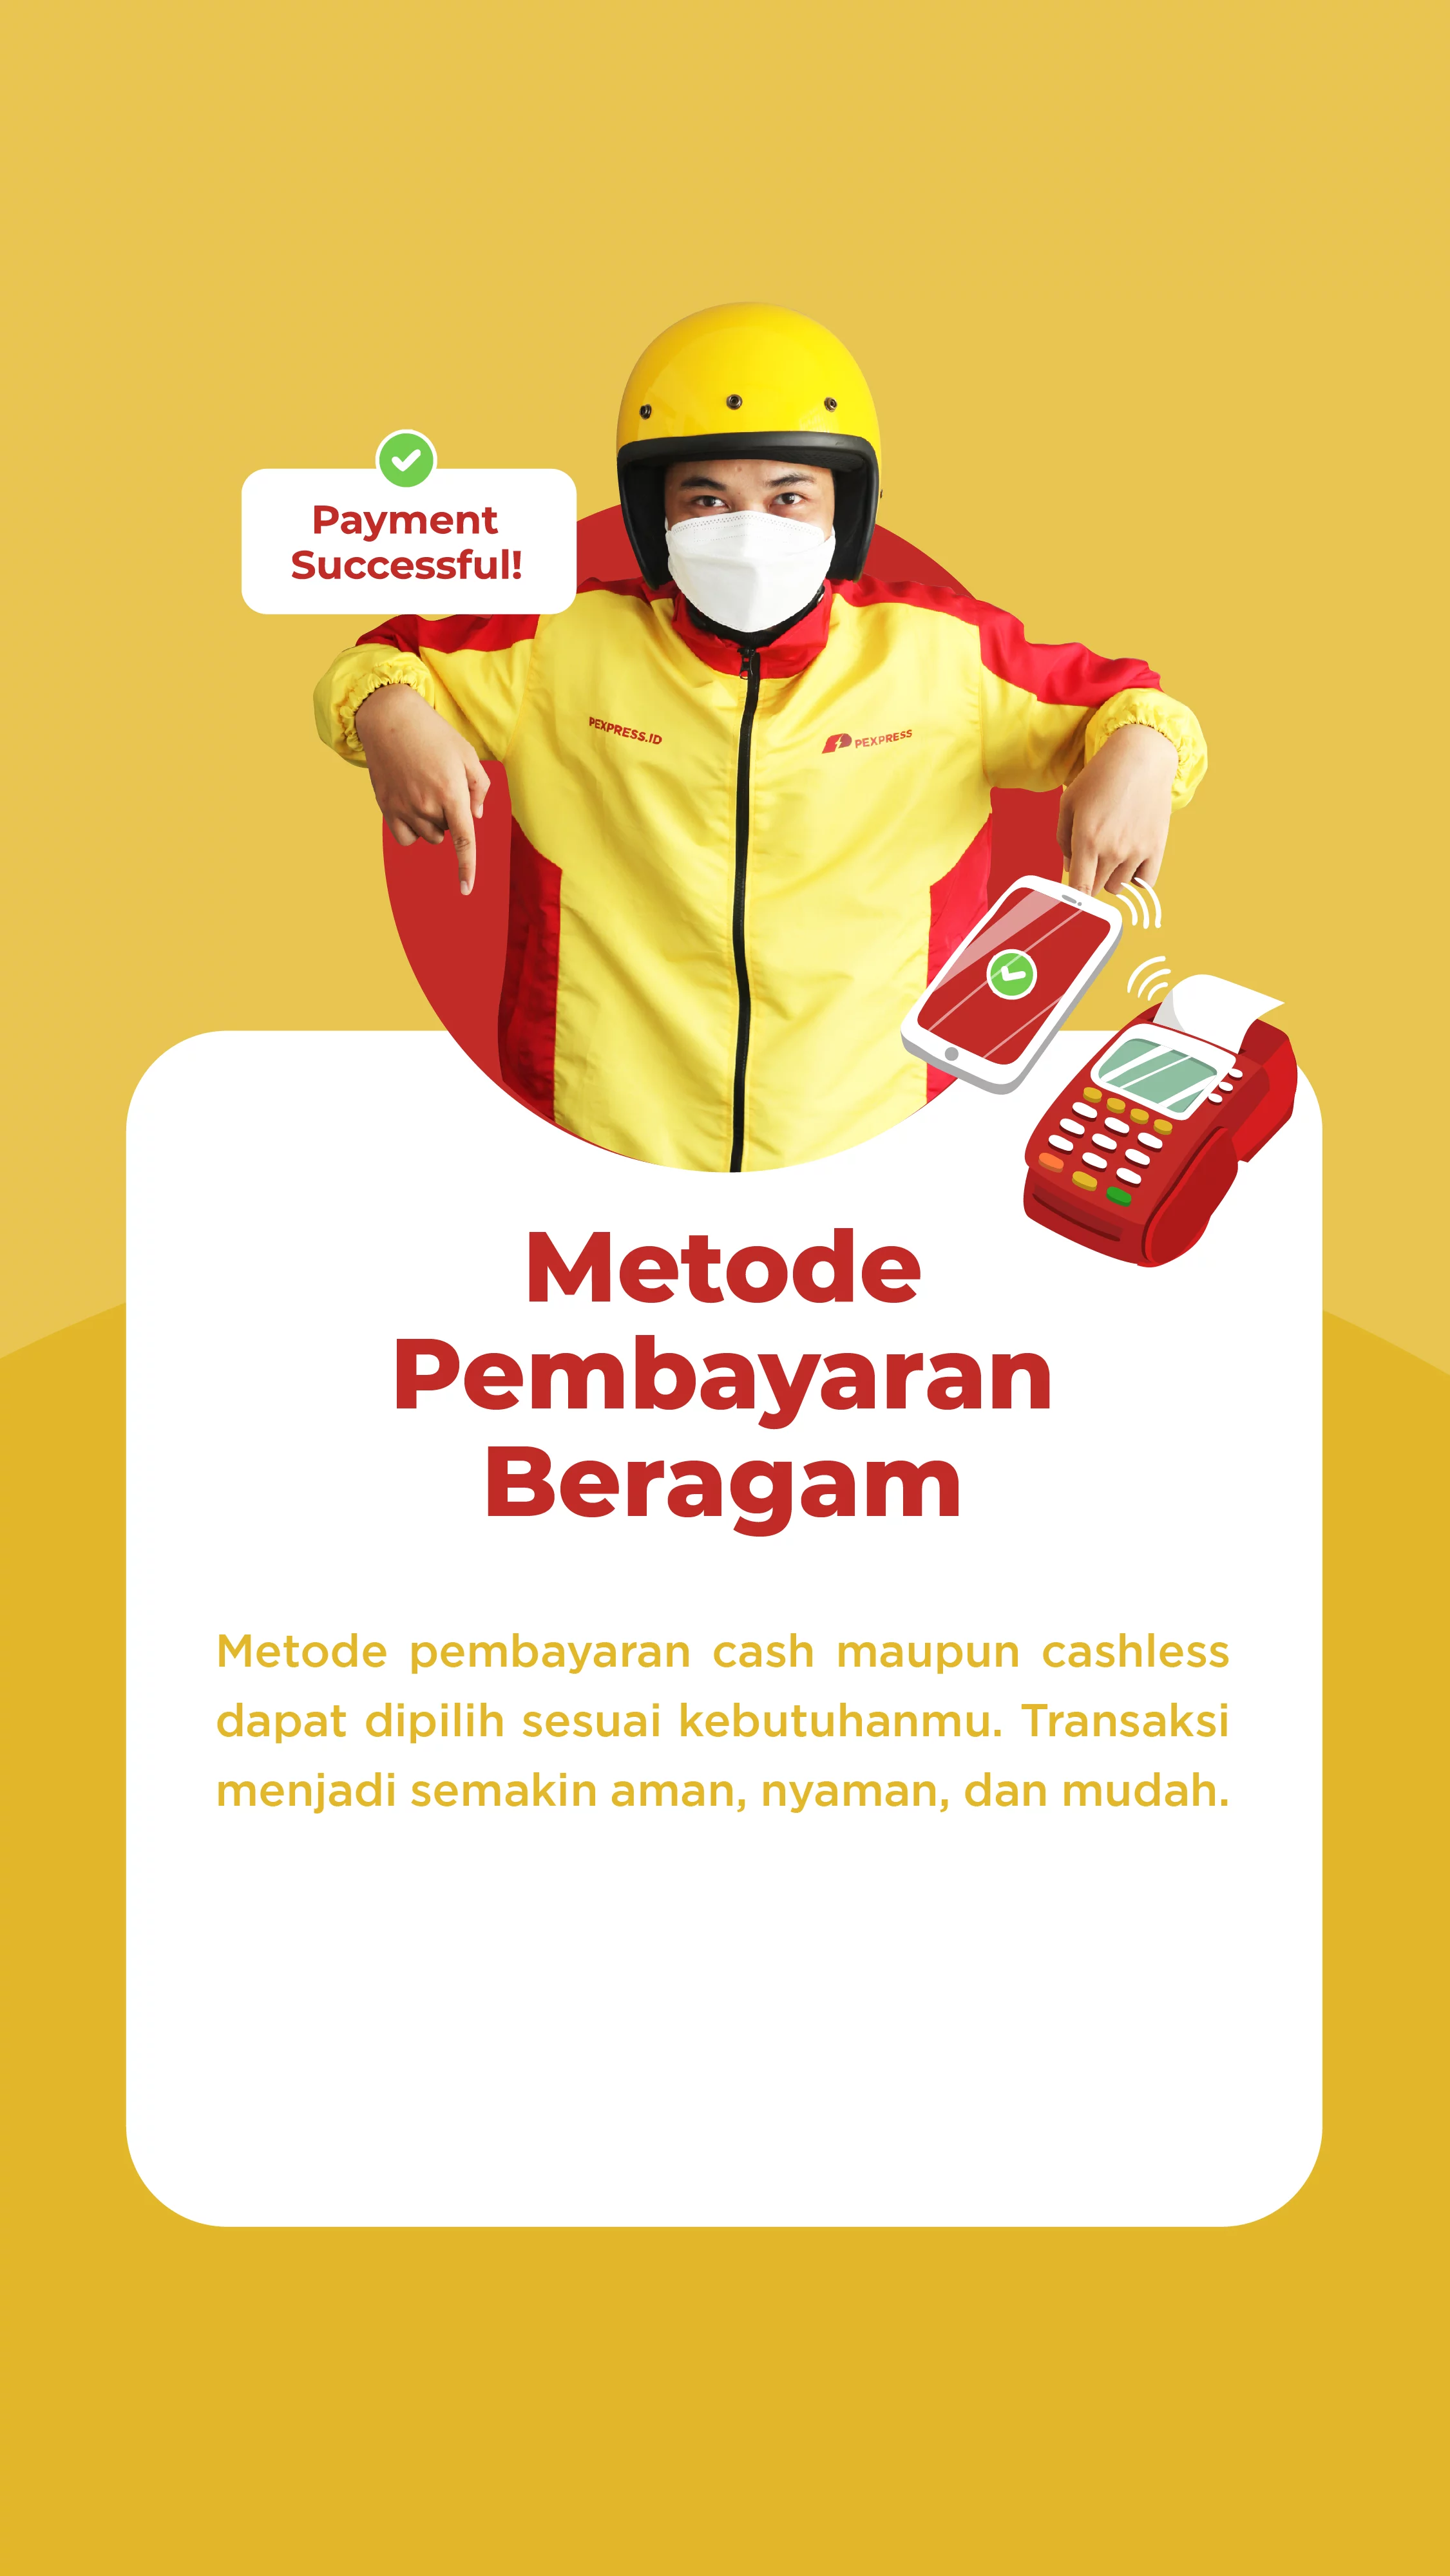 Payment
Successful!
PEXPRESS.ID
PEXPRESS
Metode
Pembayaran
Beragam
Metode pembayaran cash maupun cashless
dapat dipilih sesuai kebutuhanmu. Transaksi
menjadi semakin aman, nyaman, dan mudah.